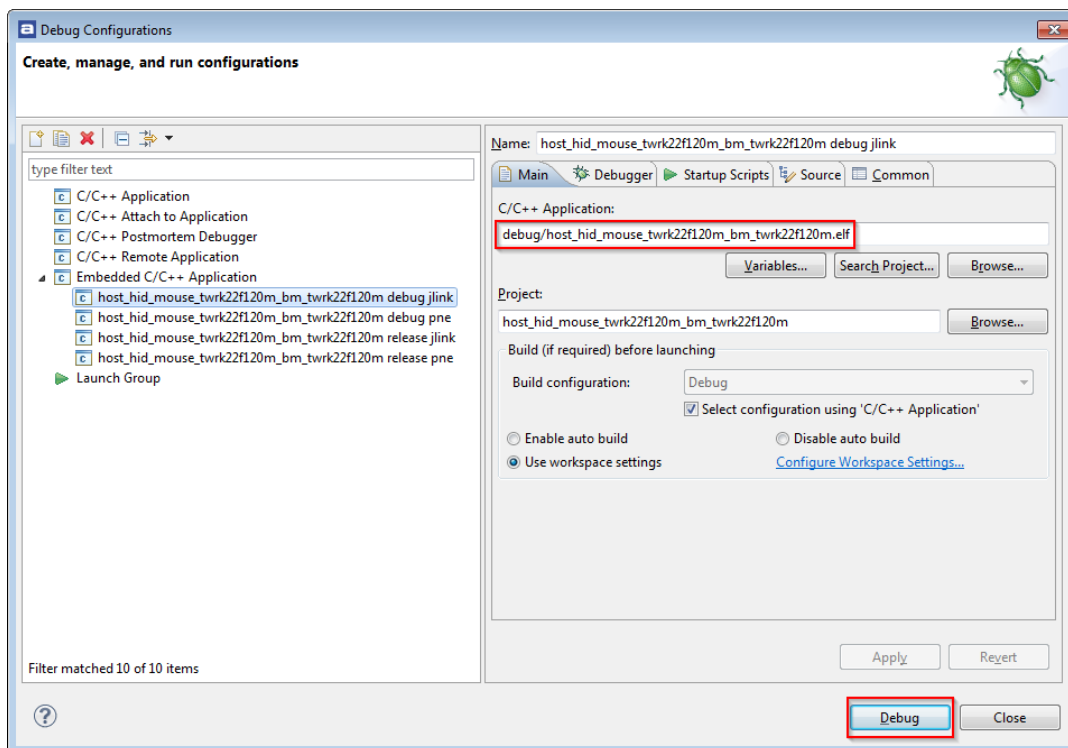 Debug Configurations
Create, manage, and run configurations
type filter text
C/C++ Application
C/C++ Attach to Application
C/C++ Postmortem Debugger
C/C++ Remote Application
Embedded C/C++ Application
host_hid_mouse_twrk22f120m_bm_twrk22f120m debug jlink
host_hid_mouse_twrk22f120m_bm_twrk22f120m debug pne
host_hid_mouse_twrk22f120m_bm_twrk22f120m release jlink
host_hid_mouse_twrk22f120m_bm_twrk22f120m release pne
Launch Group
Filter matched 10 of 10 items
Name: host_hid_mouse_twrk22f120m_bm_twrk22f120m debug jlink
Main Debugger Startup Scripts Source Common
C/C++ Application:
debug/host_hid_mouse_twrk22f120m_bm_twrk22f120m.elf
Variables... Search Project... Browse...
Project:
host_hid_mouse_twrk22f120m_bm_twrk22f120m Browse...
Build (if required) before launching
Build configuration: Debug
Select configuration using 'C/C++ Application'
Enable auto build Disable auto build
Use workspace settings Configure Workspace Settings...
Apply Revert
Debug Close